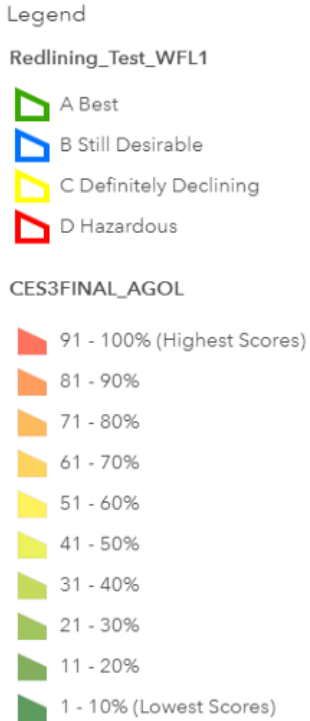 Legend
Redlining_Test_WFL1
A Best
B Still Desirable
C Definitely Declining
D Hazardous
CES3FINAL_AGOL
91 - 100% (Highest Scores)
81 - 90%
71 - 80%
61 - 70%
51 - 60%
41 - 50%
31 - 40%
21 - 30%
11 - 20%
1 - 10% (Lowest Scores)